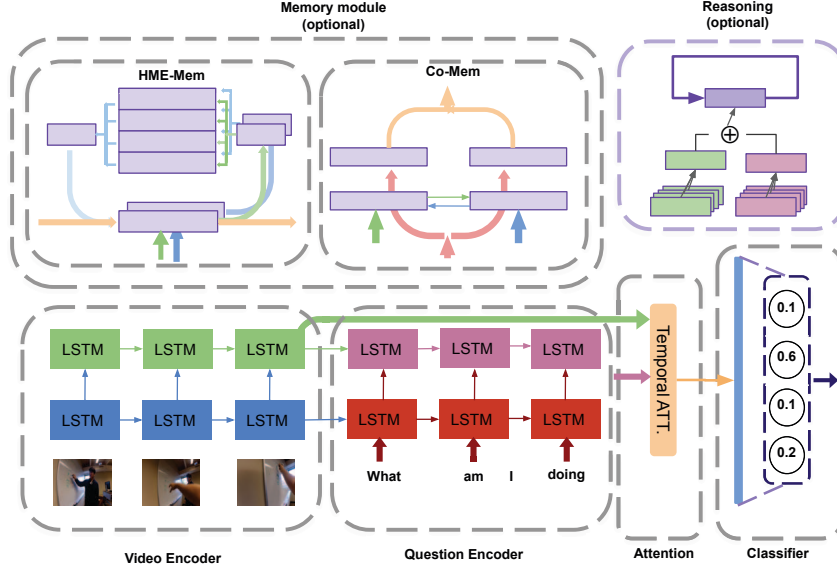 Memory module
(optional)
Reasoning
(optional)
HME-Mem
Co-Mem
LSTM LSTM LSTM LSTM LSTM LSTM
LSTM LSTM LSTM LSTM LSTM LSTM
What am I doing
Temporal ATT.
0.1
0.6
0.1
0.2
Video Encoder
Question Encoder
Attention
Classifier